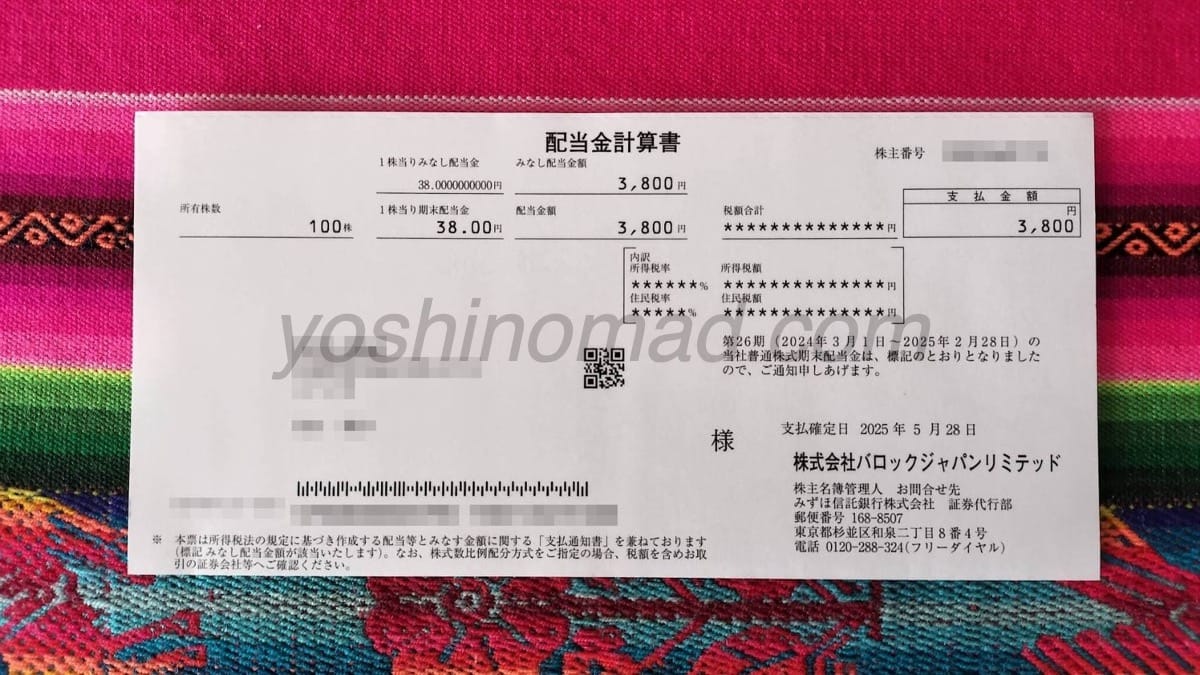 配当金計算書
株主番号
1株当りみなし配当金 みなし配当金額
38.0000000000円 3,800円
支払金額
所有株数 1株当り期末配当金 配当金額 税額合計 円
100株 38.00円 3,800円 **************円 3,800
内訳
所得税率 所得税額
******% **************円
住民税率 住民税額
*****% **************円
yoshinomad.com
第26期(2024年3月1日~2025年2月28日)の
当社普通株式期末配当金は、標記のとおりとなりました
ので、ご通知申しあげます。
様
支払確定日 2025年5月28日
株式会社バロックジャパンリミテッド
株主名簿管理人 お問合せ先
みずほ信託銀行株式会社 証券代行部
郵便番号 168-8507
東京都杉並区和泉二丁目8番4号
電話 0120-288-324(フリーダイヤル)
※ 本票は所得税法の規定に基づき作成する配当等とみなす金額に関する「支払通知書」を兼ねております
(標記みなし配当金額が該当いたします)。なお、株式数比例配分方式をご指定の場合、税額を含めお取
引の証券会社等へご確認ください。